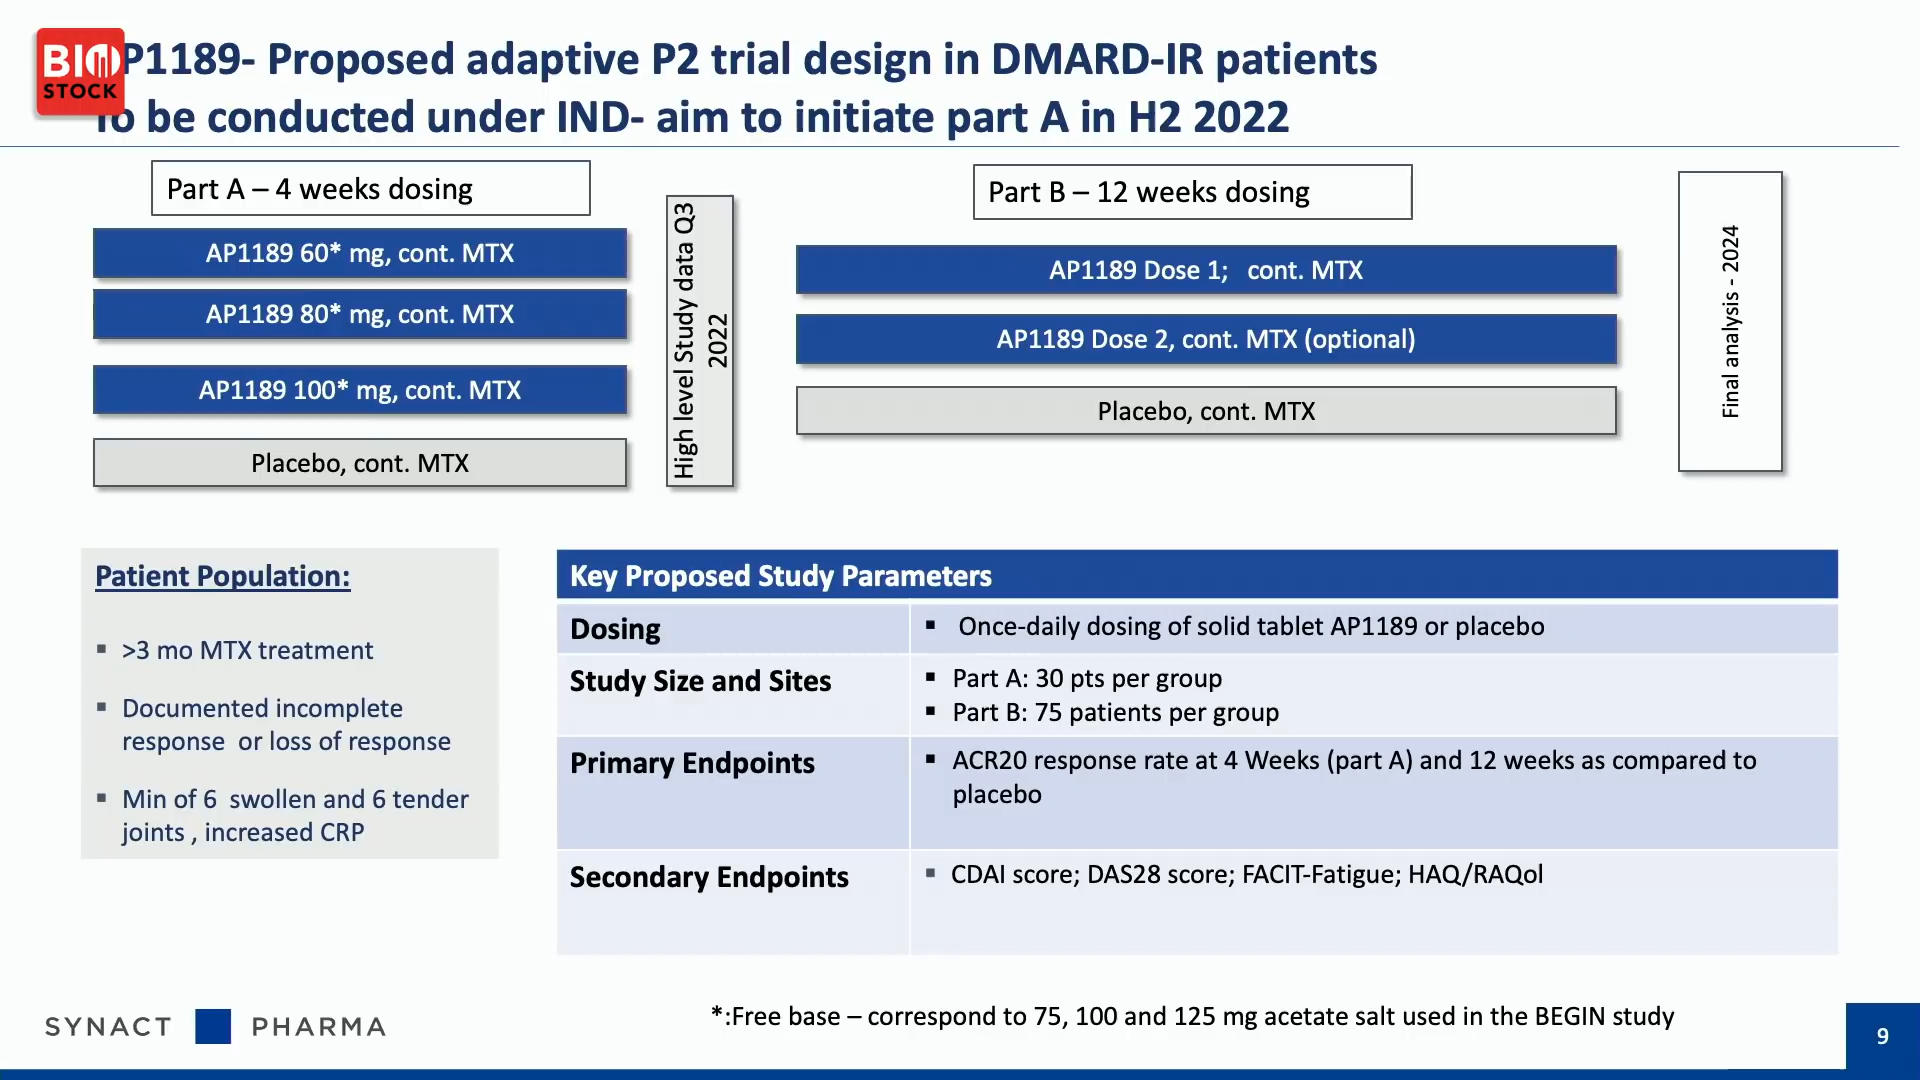 BIO
STOCK
P1189- Proposed adaptive P2 trial design in DMARD-IR patients
To be conducted under IND- aim to initiate part A in H2 2022
Part A – 4 weeks dosing
AP1189 60* mg, cont. MTX
AP1189 80* mg, cont. MTX
AP1189 100* mg, cont. MTX
Placebo, cont. MTX
High level Study data Q3
2022
Part B – 12 weeks dosing
AP1189 Dose 1;   cont. MTX
AP1189 Dose 2, cont. MTX (optional)
Placebo, cont. MTX
Final analysis - 2024
Patient Population:
▪ >3 mo MTX treatment
▪ Documented incomplete
response  or loss of response
▪ Min of 6  swollen and 6 tender
joints , increased CRP
Key Proposed Study Parameters
Dosing
▪ Once-daily dosing of solid tablet AP1189 or placebo
Study Size and Sites
▪ Part A: 30 pts per group
▪ Part B: 75 patients per group
Primary Endpoints
▪ ACR20 response rate at 4 Weeks (part A) and 12 weeks as compared to
placebo
Secondary Endpoints
▪ CDAI score; DAS28 score; FACIT-Fatigue; HAQ/RAQol
*:Free base – correspond to 75, 100 and 125 mg acetate salt used in the BEGIN study
SYNACT PHARMA
9